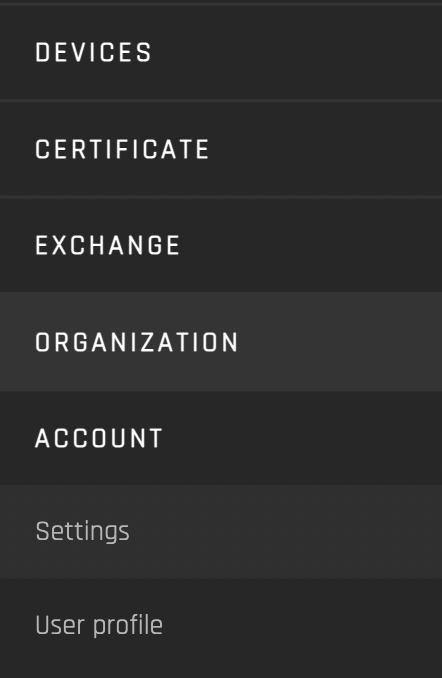 DEVICES
CERTIFICATE
EXCHANGE
ORGANIZATION
ACCOUNT
Settings
User profile